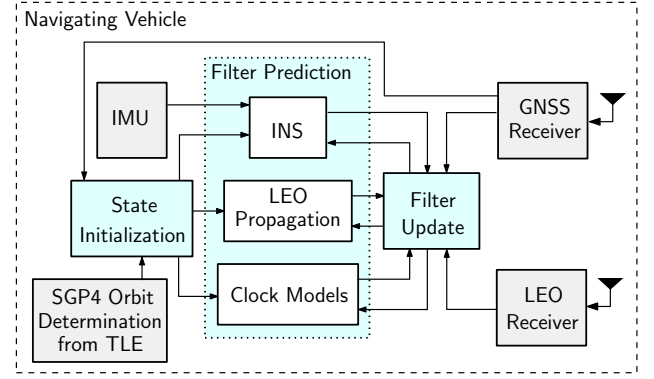 Navigating Vehicle
Filter Prediction
IMU
INS
GNSS
Receiver
State
Initialization
LEO
Propagation
Filter
Update
Clock Models
SGP4 Orbit
Determination
from TLE
LEO
Receiver